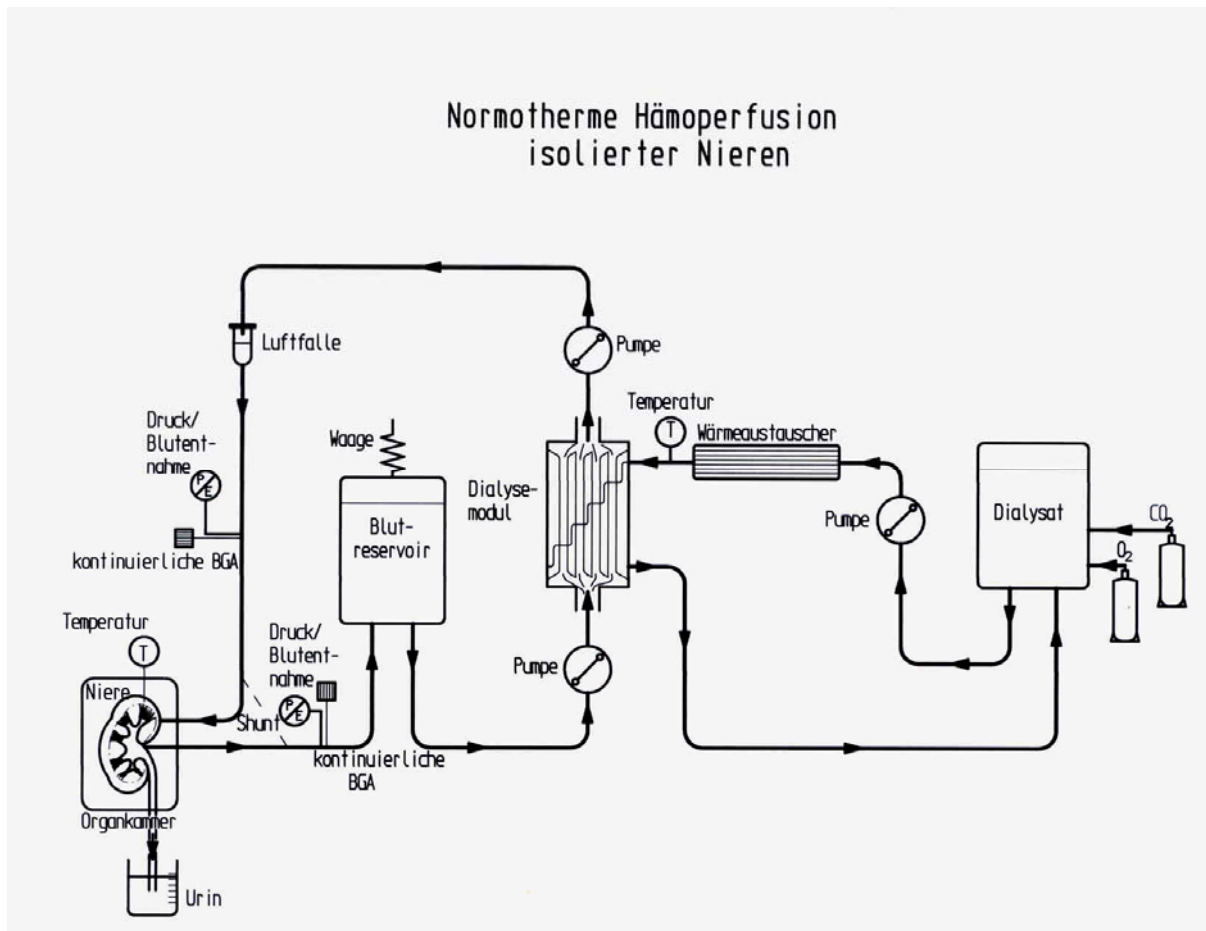 Normotherme Hämoperfusion
isolierter Nieren
Luftfalle
Pumpe
Druck/
Blutent-
nahme
P/E
kontinuierliche BGA
Waage
Blut-
reservoir
Dialyse-
modul
Temperatur
T
Wärmeaustauscher
Pumpe
Dialysat
CO₂
O₂
Temperatur
T
Niere
Organkammer
Urin
Shunt
Druck/
Blutent-
nahme
P/E
kontinuierliche
BGA
Pumpe